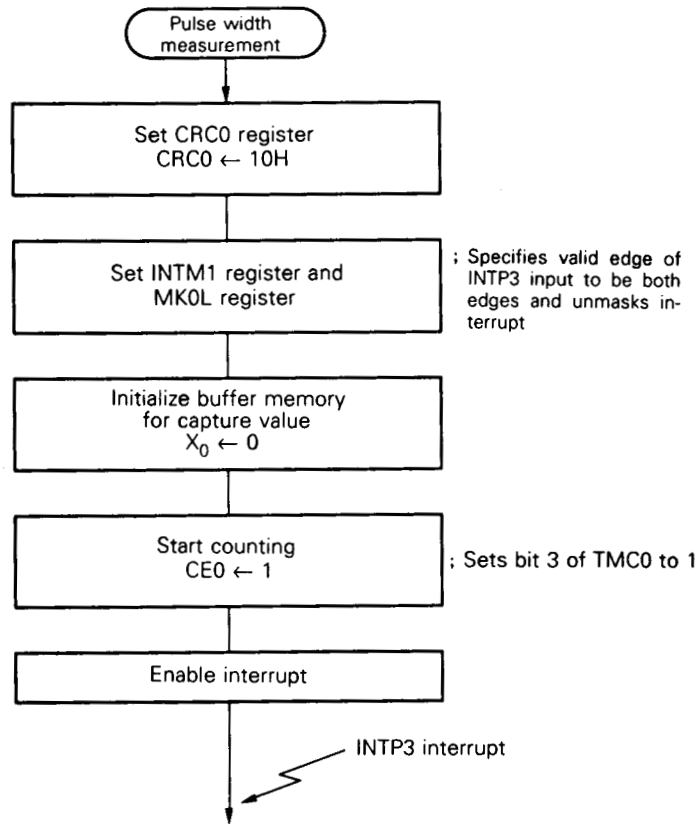 Pulse width
measurement
Set CRC0 register
CRC0 ← 10H
Set INTM1 register and
MK0L register
; Specifies valid edge of
INTP3 input to be both
edges and unmasks in-
terrupt
Initialize buffer memory
for capture value
X₀ ← 0
Start counting
CE0 ← 1
; Sets bit 3 of TMC0 to 1
Enable interrupt
INTP3 interrupt